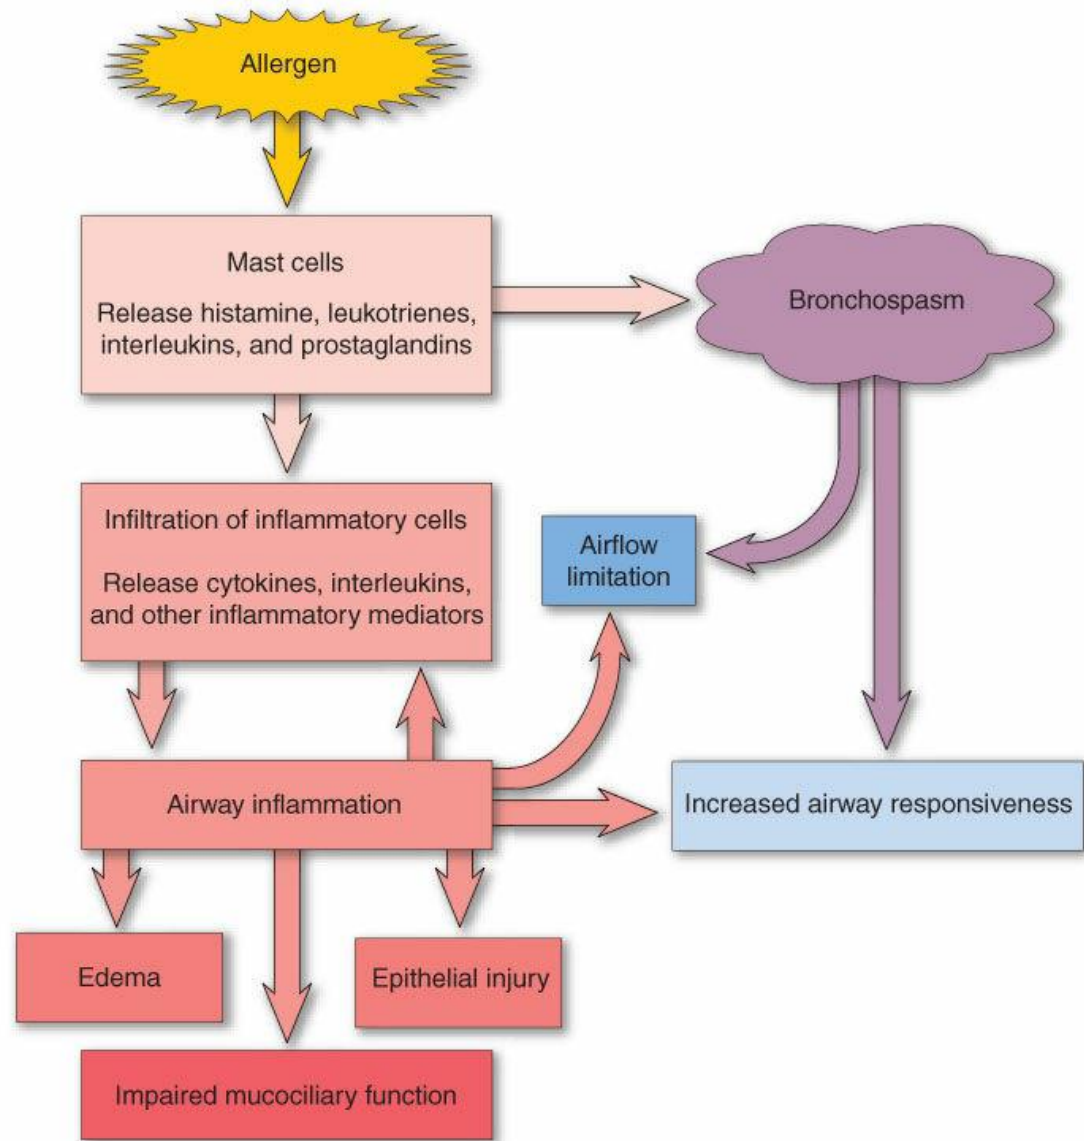 Allergen
Mast cells
Release histamine, leukotrienes,
interleukins, and prostaglandins
Bronchospasm
Infiltration of inflammatory cells
Release cytokines, interleukins,
and other inflammatory mediators
Airflow
limitation
Airway inflammation
Increased airway responsiveness
Edema
Epithelial injury
Impaired mucociliary function